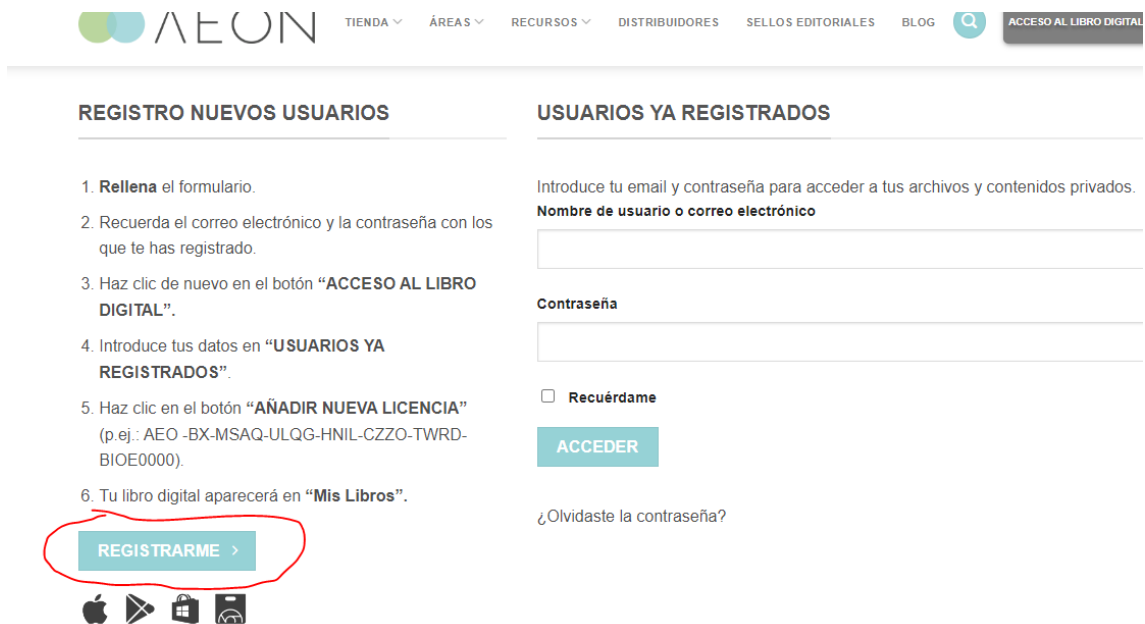 AEON
TIENDA ÁREAS RECURSOS DISTRIBUIDORES SELLOS EDITORIALES BLOG ACCESO AL LIBRO DIGITAL
REGISTRO NUEVOS USUARIOS
1. Rellena el formulario.
2. Recuerda el correo electrónico y la contraseña con los
que te has registrado.
3. Haz clic de nuevo en el botón “ACCESO AL LIBRO
DIGITAL”.
4. Introduce tus datos en “USUARIOS YA
REGISTRADOS”.
5. Haz clic en el botón “AÑADIR NUEVA LICENCIA”
(p.ej.: AEO -BX-MSAQ-ULQG-HNIL-CZZO-TWRD-
BIOE0000).
6. Tu libro digital aparecerá en “Mis Libros”.
REGISTRARME >
USUARIOS YA REGISTRADOS
Introduce tu email y contraseña para acceder a tus archivos y contenidos privados.
Nombre de usuario o correo electrónico
Contraseña
Recuérdame
ACCEDER
¿Olvidaste la contraseña?